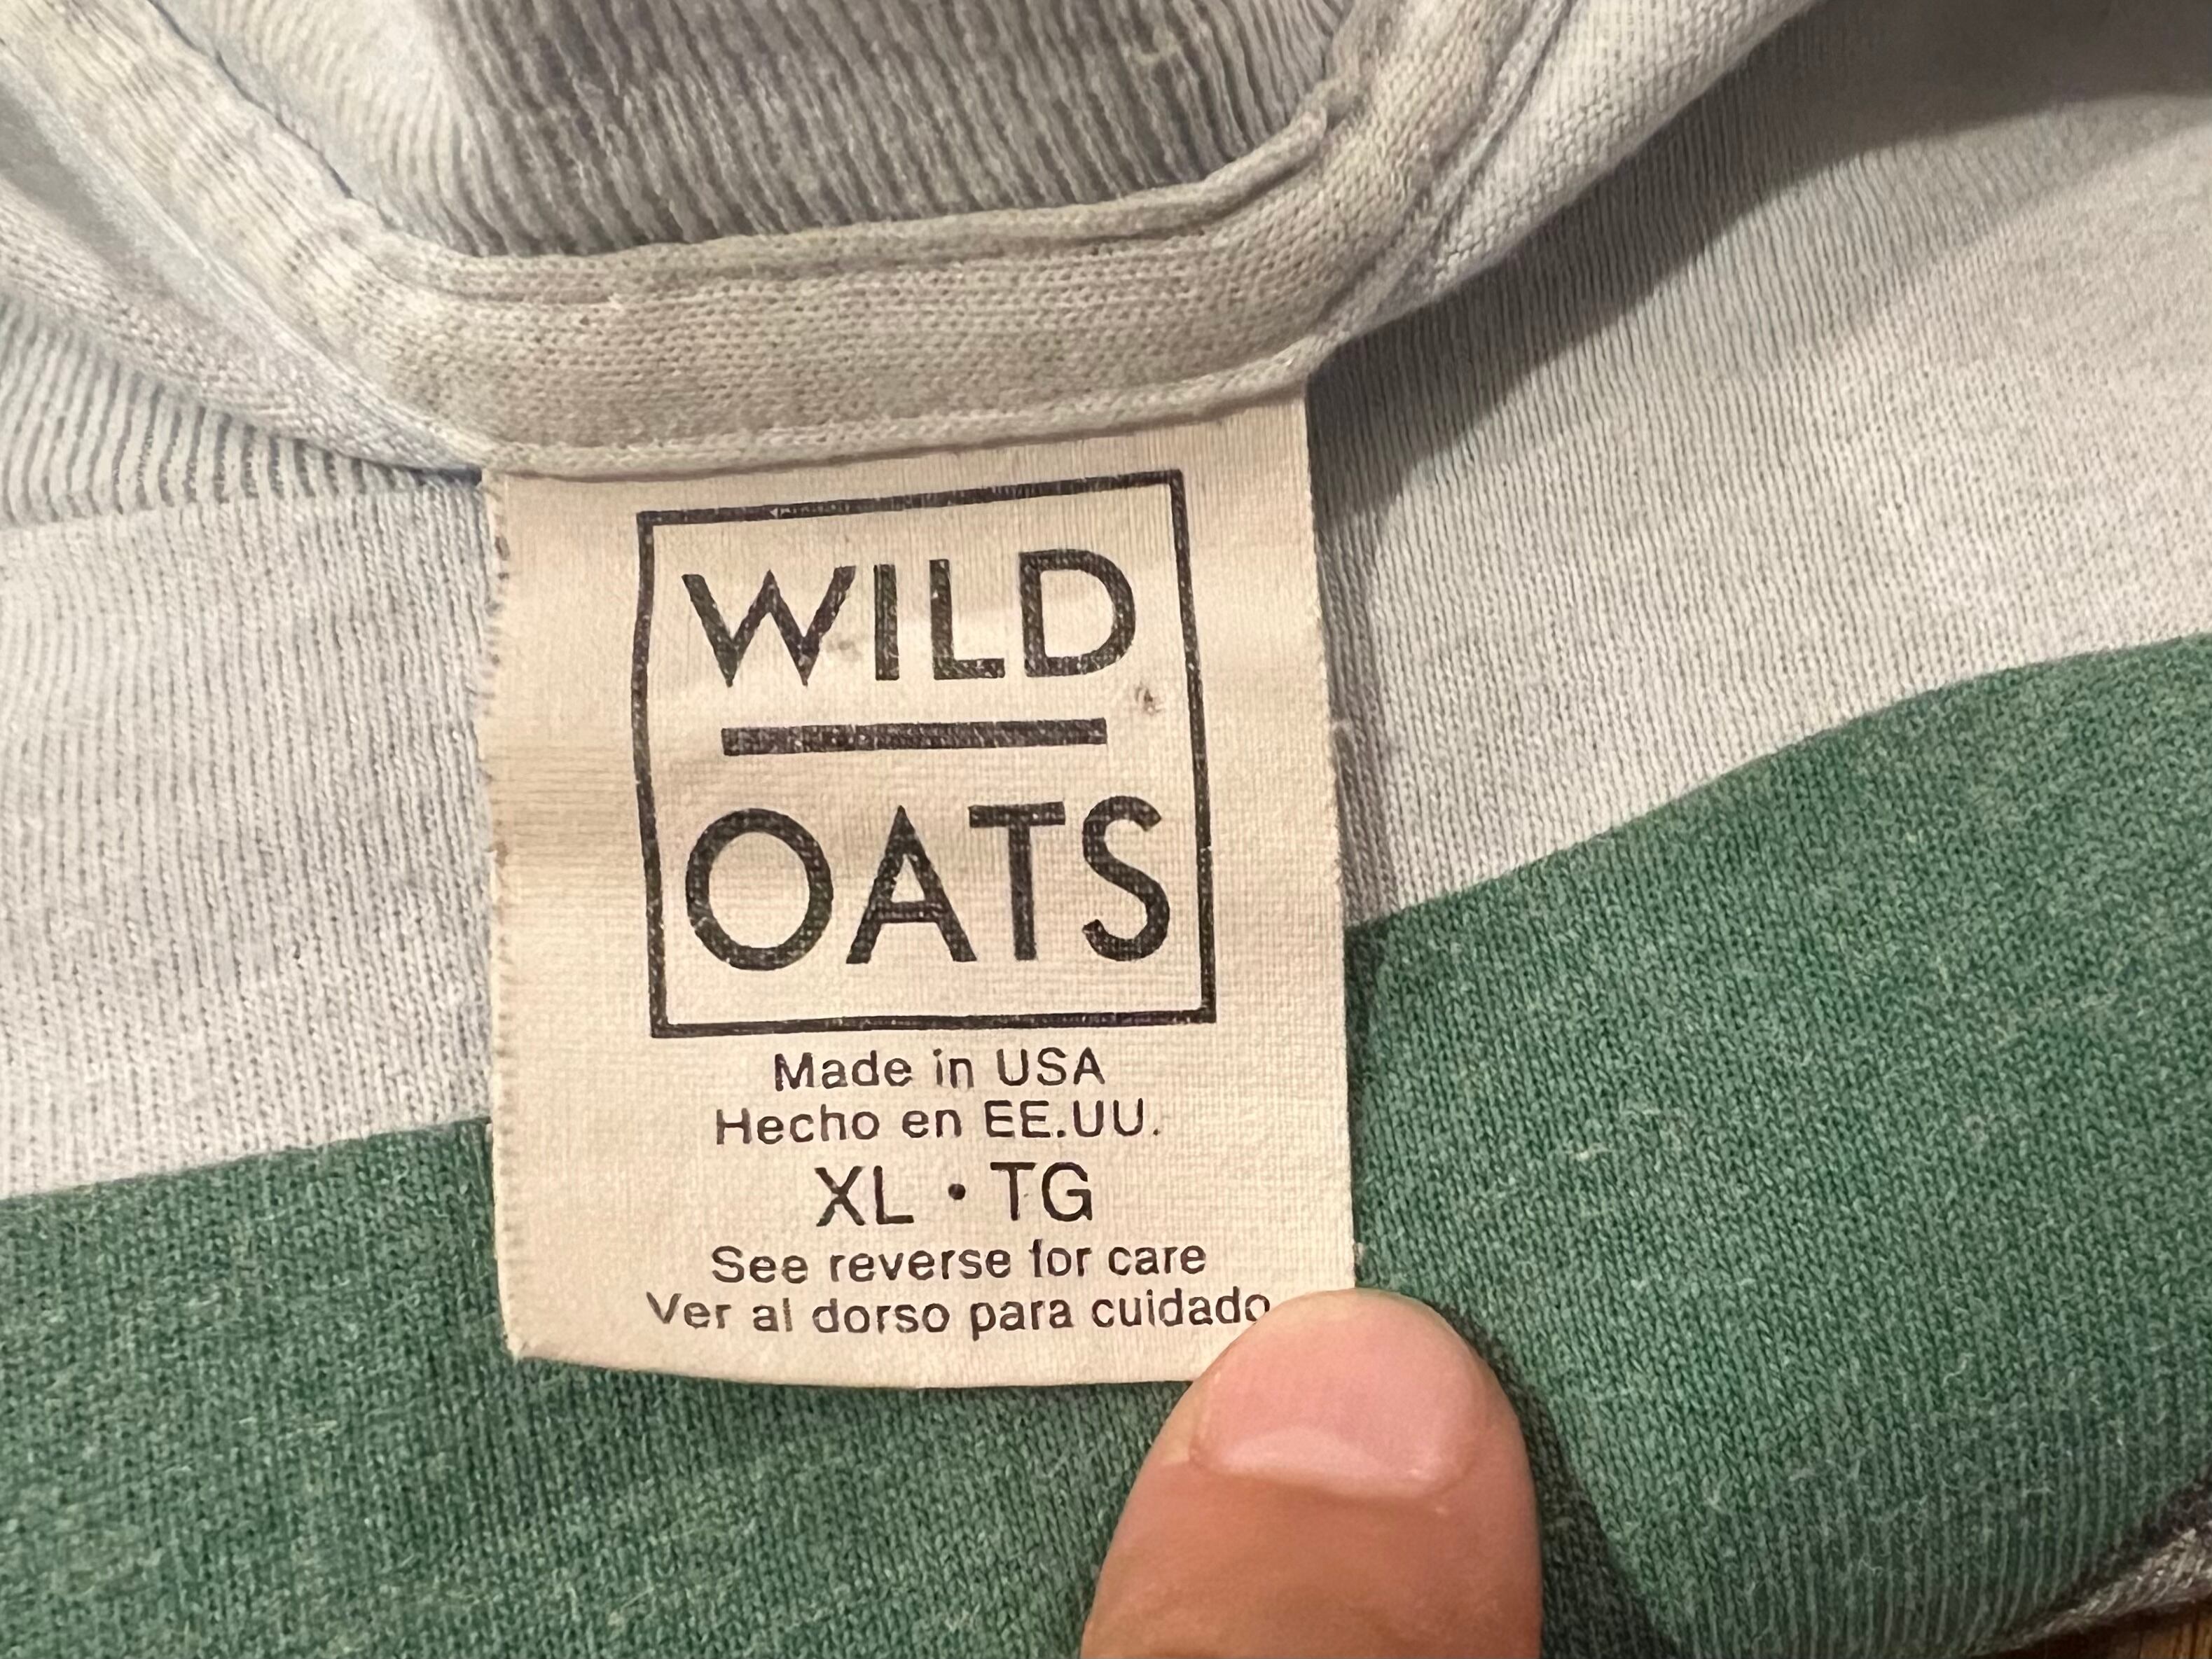 WILD
OATS
Made in USA
Hecho en EE.UU.
XL • TG
See reverse for care
Ver al dorso para cuidado